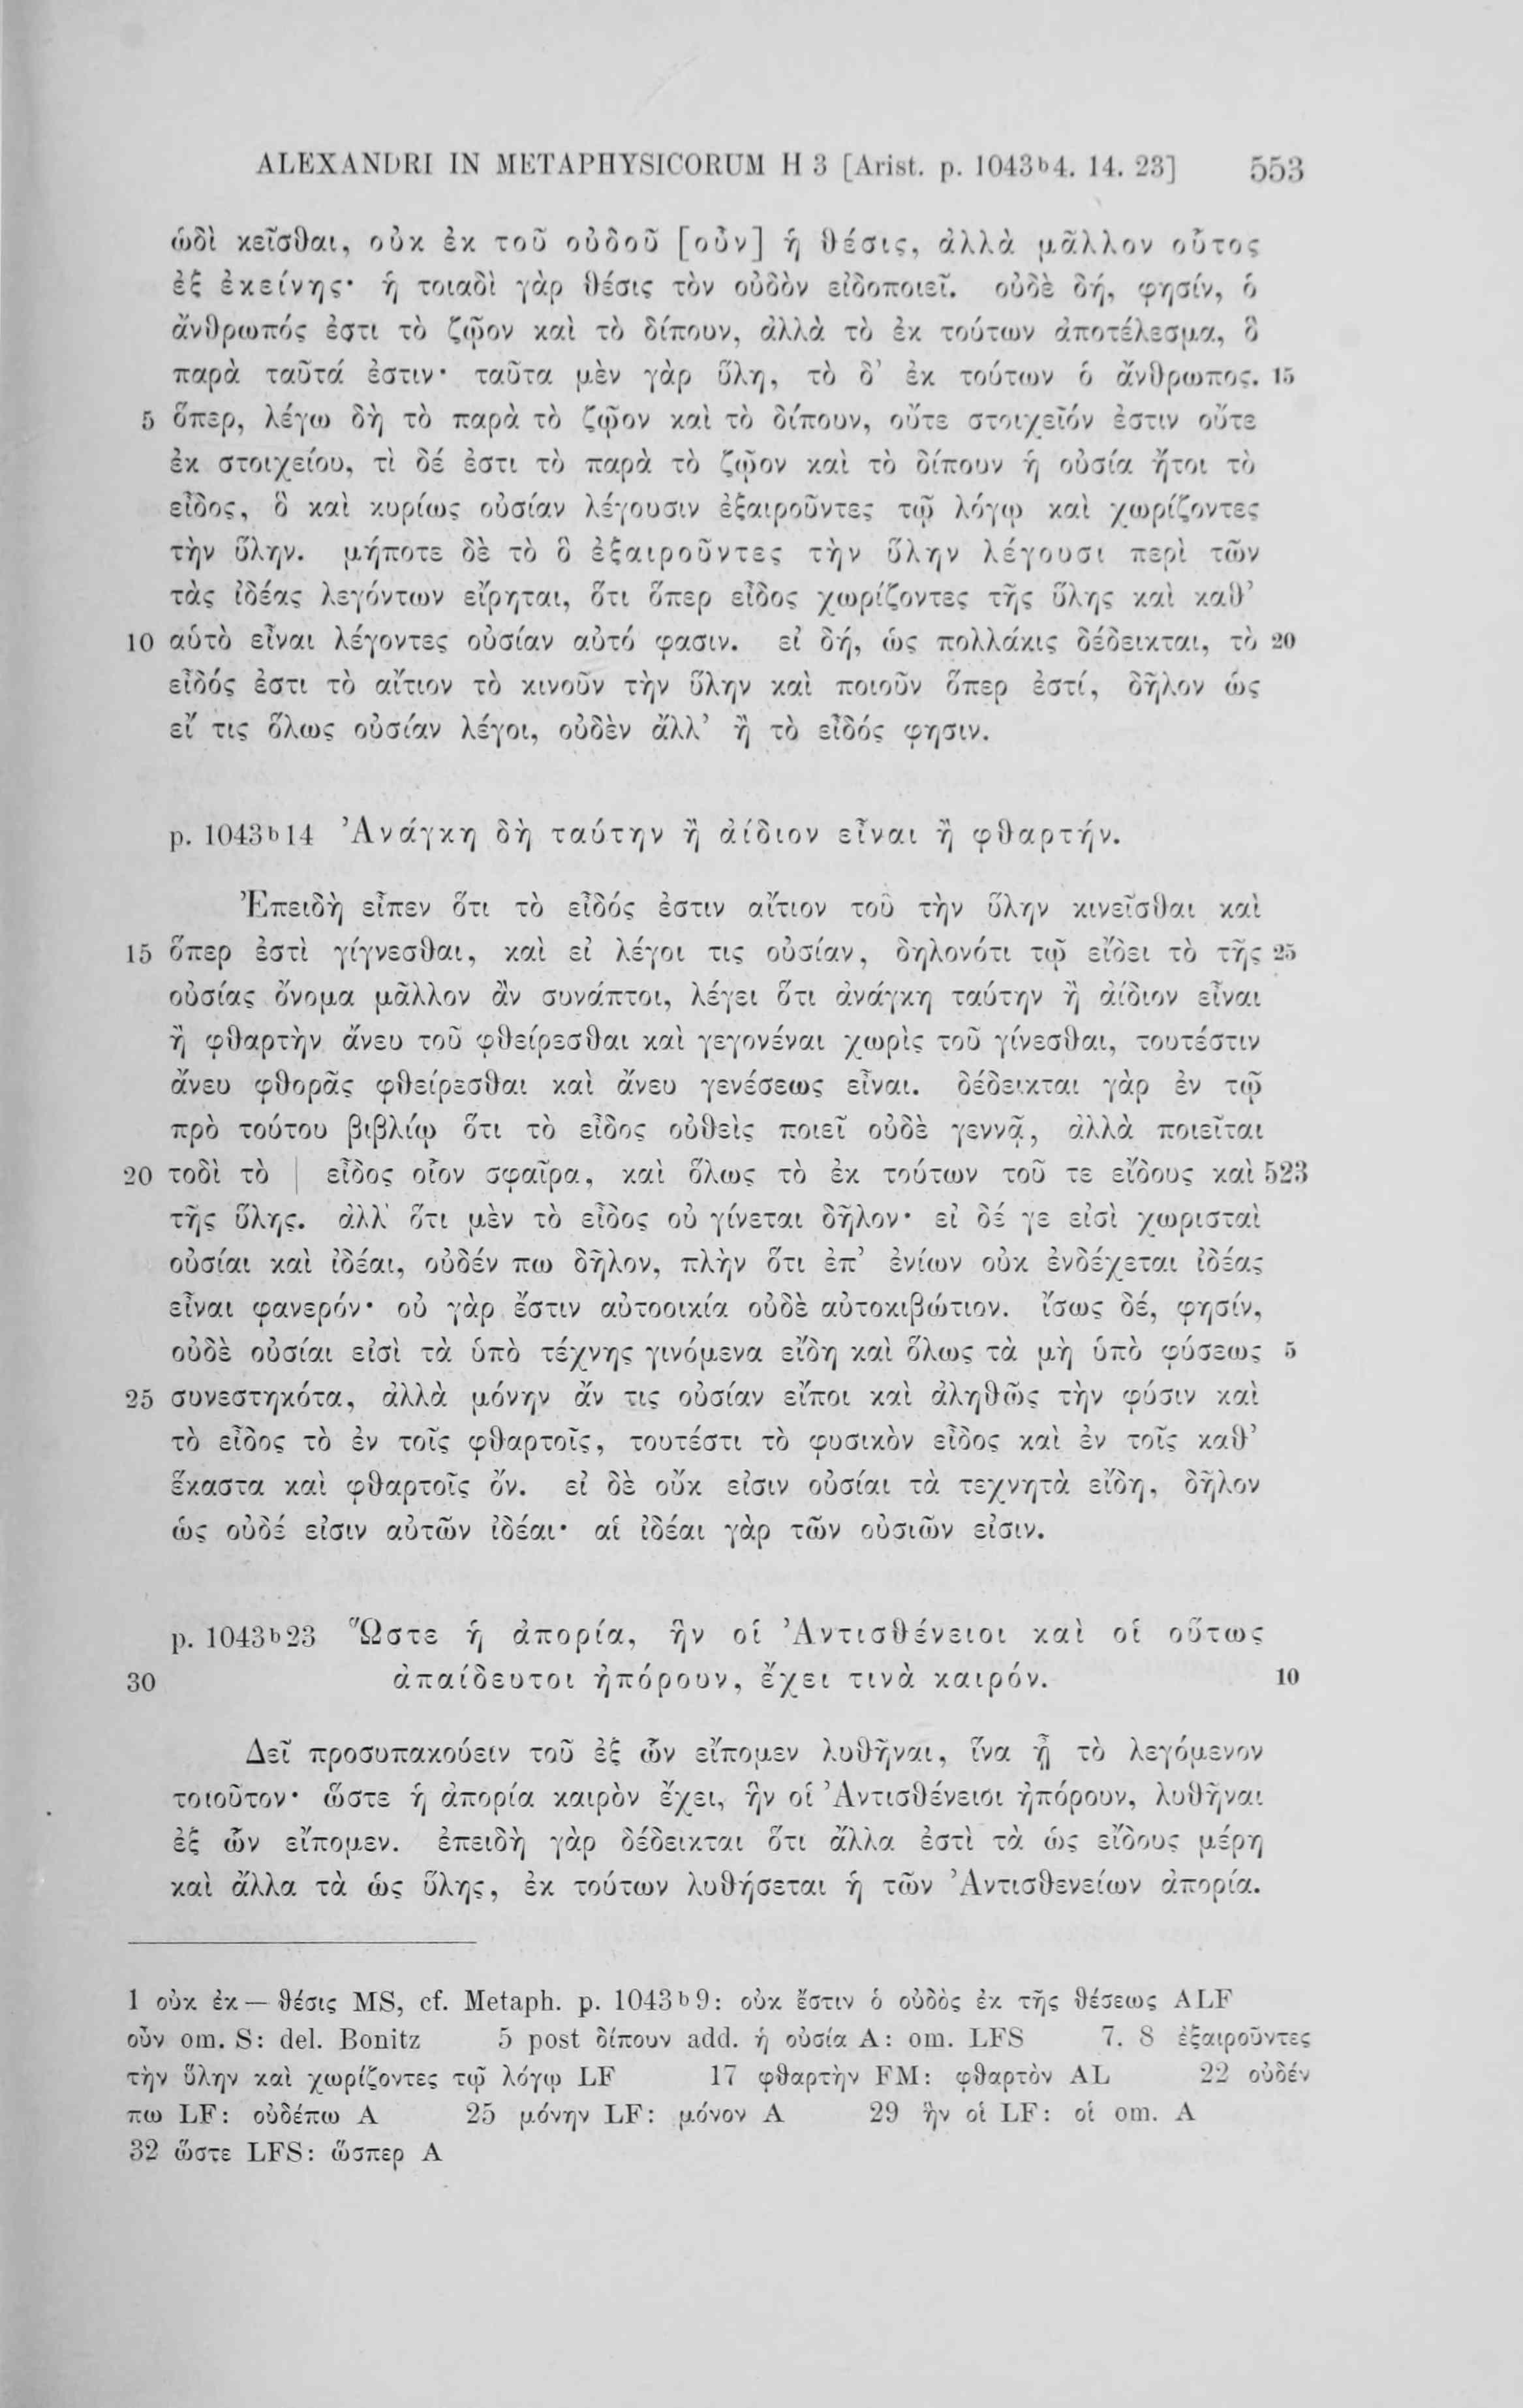 ALEXANDRI IN METAPHYSICORUM H 3 [Arist. p. 1043ᵇ4. 14. 23] 553
ὡδὶ κεῖσθαι, οὐκ ἐκ τοῦ οὐδοῦ [οὖν] ἡ θέσις, ἀλλὰ μᾶλλον οὗτος
ἐξ ἐκείνης· ἡ τοιαδὶ γὰρ θέσις τὸν οὐδὸν εἰδοποιεῖ. οὐδὲ δή, φησίν, ὁ
ἄνθρωπός ἐστι τὸ ζῷον καὶ τὸ δίπουν, ἀλλὰ τὸ ἐκ τούτων ἀποτέλεσμα, ὃ
παρὰ ταῦτά ἐστιν· ταῦτα μὲν γὰρ ὕλη, τὸ δ’ ἐκ τούτων ὁ ἄνθρωπος. 15
5 ὅπερ, λέγω δὴ τὸ παρὰ τὸ ζῷον καὶ τὸ δίπουν, οὔτε στοιχεῖόν ἐστιν οὔτε
ἐκ στοιχείου, τὶ δέ ἐστι τὸ παρὰ τὸ ζῷον καὶ τὸ δίπουν ἡ οὐσία ἤτοι τὸ
εἶδος, ὃ καὶ κυρίως οὐσίαν λέγουσιν ἐξαιροῦντες τῷ λόγῳ καὶ χωρίζοντες
τὴν ὕλην. μήποτε δὲ τὸ ὃ ἐξαιροῦντες τὴν ὕλην λέγουσι περὶ τῶν
τὰς ἰδέας λεγόντων εἴρηται, ὅτι ὅπερ εἶδος χωρίζοντες τῆς ὕλης καὶ καθ’
10 αὑτὸ εἶναι λέγοντες οὐσίαν αὐτό φασιν. εἰ δή, ὡς πολλάκις δέδεικται, τὸ 20
εἶδός ἐστι τὸ αἴτιον τὸ κινοῦν τὴν ὕλην καὶ ποιοῦν ὅπερ ἐστί, δῆλον ὡς
εἴ τις ὅλως οὐσίαν λέγοι, οὐδὲν ἄλλ’ ἢ τὸ εἶδός φησιν.
p. 1043ᵇ14 Ἀνάγκη δὴ ταύτην ἢ ἀίδιον εἶναι ἢ φθαρτήν.
Ἐπειδὴ εἶπεν ὅτι τὸ εἶδός ἐστιν αἴτιον τοῦ τὴν ὕλην κινεῖσθαι καὶ
15 ὅπερ ἐστὶ γίγνεσθαι, καὶ εἰ λέγοι τις οὐσίαν, δηλονότι τῷ εἴδει τὸ τῆς 25
οὐσίας ὄνομα μᾶλλον ἂν συνάπτοι, λέγει ὅτι ἀνάγκη ταύτην ἢ ἀίδιον εἶναι
ἢ φθαρτὴν ἄνευ τοῦ φθείρεσθαι καὶ γεγονέναι χωρὶς τοῦ γίνεσθαι, τουτέστιν
ἄνευ φθορᾶς φθείρεσθαι καὶ ἄνευ γενέσεως εἶναι. δέδεικται γὰρ ἐν τῷ
πρὸ τούτου βιβλίῳ ὅτι τὸ εἶδος οὐθεὶς ποιεῖ οὐδὲ γεννᾷ, ἀλλὰ ποιεῖται
20 τοδὶ τὸ | εἶδος οἷον σφαῖρα, καὶ ὅλως τὸ ἐκ τούτων τοῦ τε εἴδους καὶ 523
τῆς ὕλης. ἀλλ’ ὅτι μὲν τὸ εἶδος οὐ γίνεται δῆλον· εἰ δέ γε εἰσὶ χωρισταὶ
οὐσίαι καὶ ἰδέαι, οὐδέν πω δῆλον, πλὴν ὅτι ἐπ’ ἐνίων οὐκ ἐνδέχεται ἰδέας
εἶναι φανερόν· οὐ γὰρ ἔστιν αὐτοοικία οὐδὲ αὐτοκιβώτιον. ἴσως δέ, φησίν,
οὐδὲ οὐσίαι εἰσὶ τὰ ὑπὸ τέχνης γινόμενα εἴδη καὶ ὅλως τὰ μὴ ὑπὸ φύσεως 5
25 συνεστηκότα, ἀλλὰ μόνην ἄν τις οὐσίαν εἴποι καὶ ἀληθῶς τὴν φύσιν καὶ
τὸ εἶδος τὸ ἐν τοῖς φθαρτοῖς, τουτέστι τὸ φυσικὸν εἶδος καὶ ἐν τοῖς καθ’
ἕκαστα καὶ φθαρτοῖς ὄν. εἰ δὲ οὔκ εἰσιν οὐσίαι τὰ τεχνητὰ εἴδη, δῆλον
ὡς οὐδέ εἰσιν αὐτῶν ἰδέαι· αἱ ἰδέαι γὰρ τῶν οὐσιῶν εἰσιν.
p. 1043ᵇ23 Ὥστε ἡ ἀπορία, ἣν οἱ Ἀντισθένειοι καὶ οἱ οὕτως
30 ἀπαίδευτοι ἠπόρουν, ἔχει τινὰ καιρόν. 10
Δεῖ προσυπακούειν τοῦ ἐξ ὧν εἴπομεν λυθῆναι, ἵνα ᾖ τὸ λεγόμενον
τοιοῦτον· ὥστε ἡ ἀπορία καιρὸν ἔχει, ἣν οἱ Ἀντισθένειοι ἠπόρουν, λυθῆναι
ἐξ ὧν εἴπομεν. ἐπειδὴ γὰρ δέδεικται ὅτι ἄλλα ἐστὶ τὰ ὡς εἴδους μέρη
καὶ ἄλλα τὰ ὡς ὕλης, ἐκ τούτων λυθήσεται ἡ τῶν Ἀντισθενείων ἀπορία.
1 οὐκ ἐκ — θέσις MS, cf. Metaph. p. 1043ᵇ9: οὐκ ἔστιν ὁ οὐδὸς ἐκ τῆς θέσεως ALF
οὖν om. S: del. Bonitz 5 post δίπουν add. ἡ οὐσία A: om. LFS 7. 8 ἐξαιροῦντες
τὴν ὕλην καὶ χωρίζοντες τῷ λόγῳ LF 17 φθαρτὴν FM: φθαρτὸν AL 22 οὐδέν
πω LF: οὐδέπω A 25 μόνην LF: μόνον A 29 ἣν οἱ LF: οἱ om. A
32 ὥστε LFS: ὥσπερ A